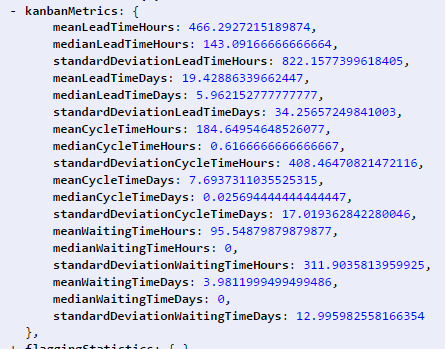 - kanbanMetrics: {
meanLeadTimeHours: 466.2927215189874,
medianLeadTimeHours: 143.09166666666664,
standardDeviationLeadTimeHours: 822.1577399618405,
meanLeadTimeDays: 19.42886339662447,
medianLeadTimeDays: 5.962152777777777,
standardDeviationLeadTimeDays: 34.25657249841003,
meanCycleTimeHours: 184.64954648526077,
medianCycleTimeHours: 0.6166666666666667,
standardDeviationCycleTimeHours: 408.46470821472116,
meanCycleTimeDays: 7.6937311035525315,
medianCycleTimeDays: 0.025694444444444447,
standardDeviationCycleTimeDays: 17.019362842280046,
meanWaitingTimeHours: 95.54879879879877,
medianWaitingTimeHours: 0,
standardDeviationWaitingTimeHours: 311.9035813959925,
meanWaitingTimeDays: 3.9811999499499486,
medianWaitingTimeDays: 0,
standardDeviationWaitingTimeDays: 12.995982558166354
},
+ flaggingStatistics: { }